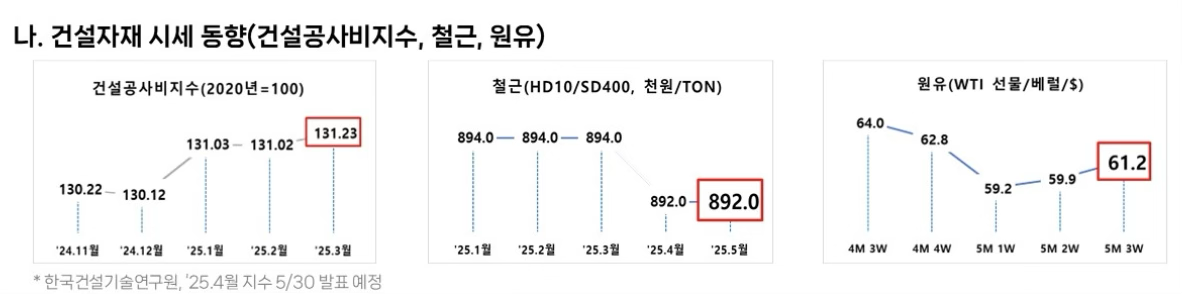 나. 건설자재 시세 동향(건설공사비지수, 철근, 원유)
건설공사비지수(2020년=100)
130.22
130.12
131.03
131.02
131.23
'24.11월 '24.12월 '25.1월 '25.2월 '25.3월
철근(HD10/SD400, 천원/TON)
894.0
894.0
894.0
892.0
892.0
'25.1월 '25.2월 '25.3월 '25.4월 '25.5월
원유(WTI 선물/베럴/$)
64.0
62.8
59.2
59.9
61.2
4M 3W 4M 4W 5M 1W 5M 2W 5M 3W
* 한국건설기술연구원, '25.4월 지수 5/30 발표 예정